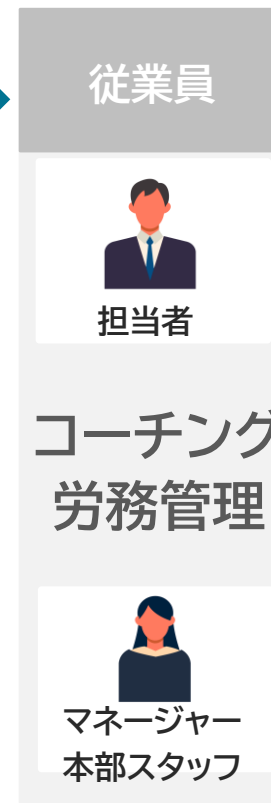 従業員
担当者
コーチング
労務管理
マネージャー
本部スタッフ